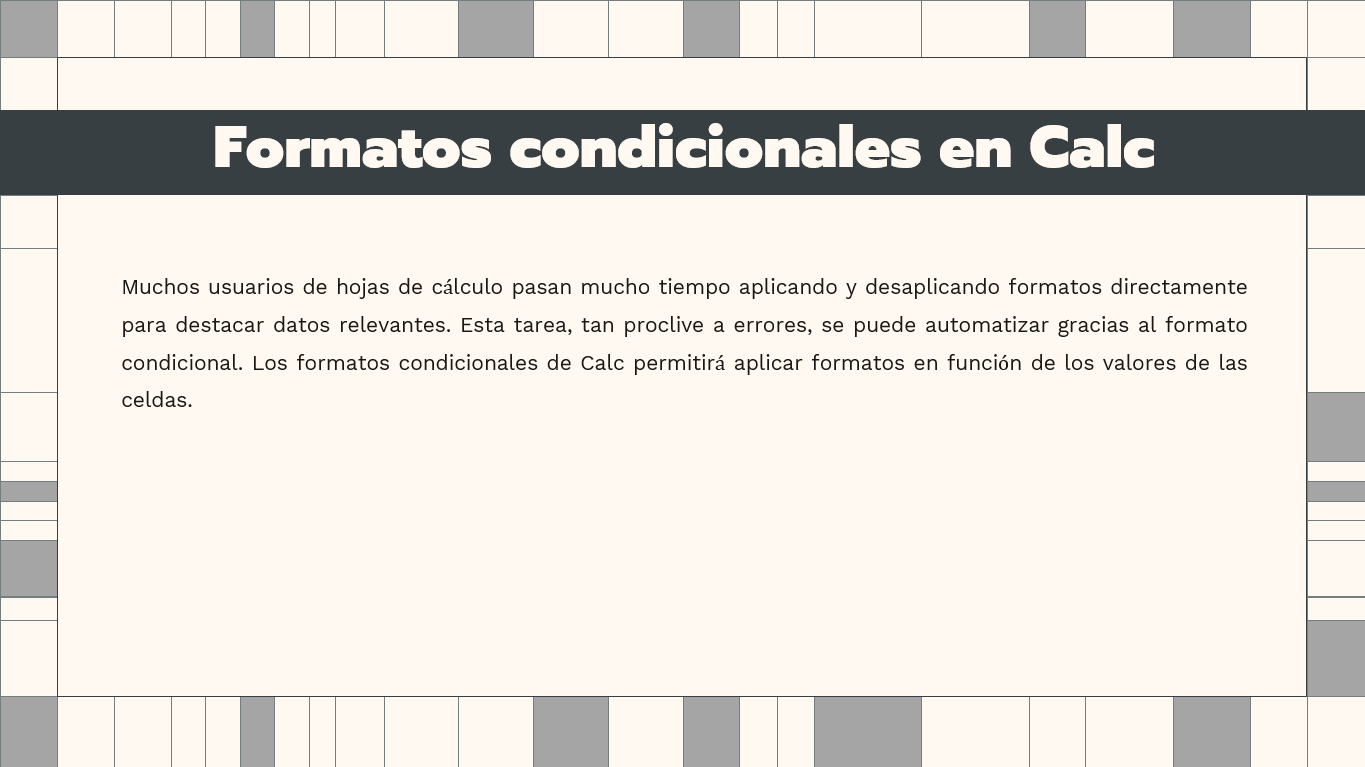 Formatos condicionales en Calc
Muchos usuarios de hojas de cálculo pasan mucho tiempo aplicando y desaplicando formatos directamente
para destacar datos relevantes. Esta tarea, tan proclive a errores, se puede automatizar gracias al formato
condicional. Los formatos condicionales de Calc permitirá aplicar formatos en función de los valores de las
celdas.